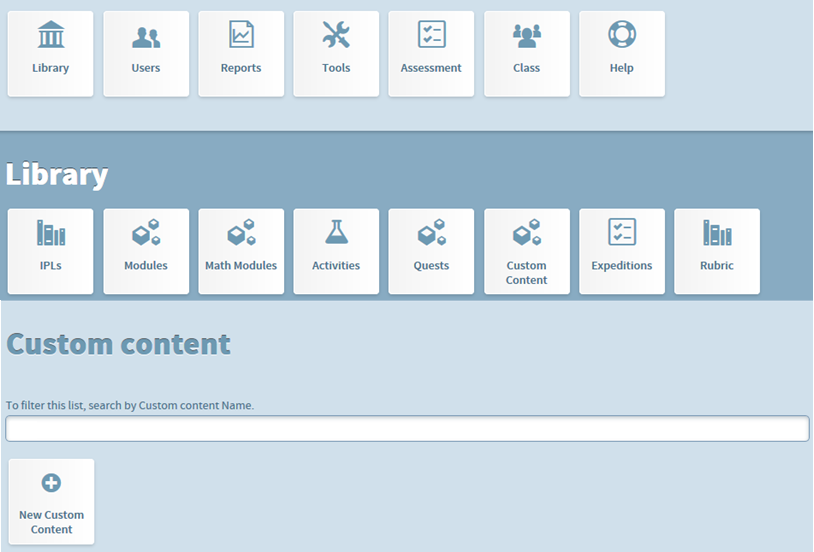 Library Users Reports Tools Assessment Class Help
Library
IPLs Modules Math Modules Activities Quests Custom Content Expeditions Rubric
Custom content
To filter this list, search by Custom content Name.
New Custom
Content